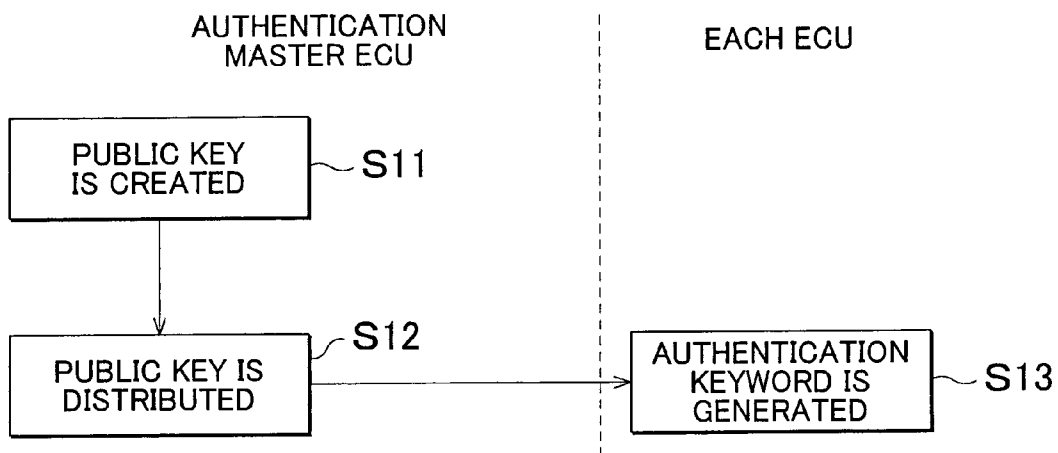 AUTHENTICATION
MASTER ECU
EACH ECU
PUBLIC KEY
IS CREATED
S11
PUBLIC KEY IS
DISTRIBUTED
S12
AUTHENTICATION
KEYWORD IS
GENERATED
S13